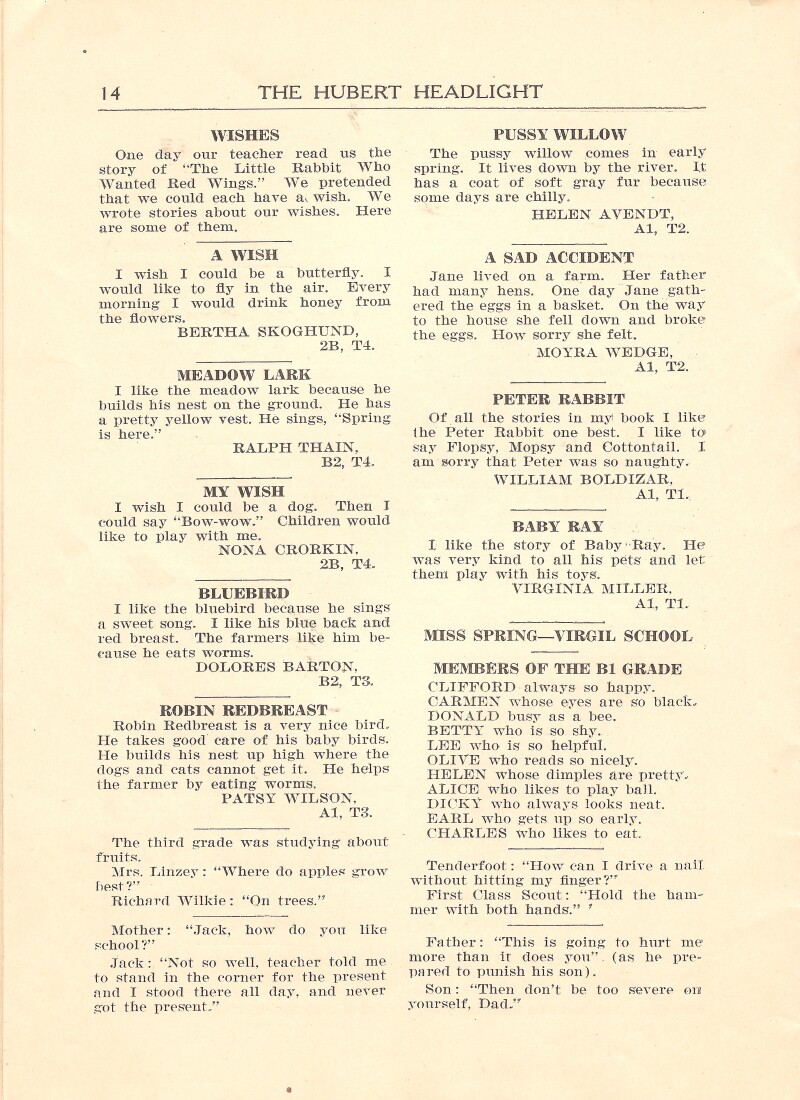 14
THE HUBERT HEADLIGHT
WISHES
One day our teacher read us the
story of "The Little Rabbit Who
Wanted Red Wings." We pretended
that we could each have a wish. We
wrote stories about our wishes. Here
are some of them.
A WISH
I wish I could be a butterfly. I
would like to fly in the air. Every
morning I would drink honey from
the flowers.
BERTHA SKOGHUND,
2B, T4.
MEADOW LARK
I like the meadow lark because he
builds his nest on the ground. He has
a pretty yellow vest. He sings, "Spring
is here."
RALPH THAIN,
B2, T4.
MY WISH
I wish I could be a dog. Then I
could say "Bow-wow." Children would
like to play with me.
NONA CRORKIN,
2B, T4.
BLUEBIRD
I like the bluebird because he sings
a sweet song. I like his blue back and
red breast. The farmers like him be-
cause he eats worms.
DOLORES BARTON,
B2, T3.
ROBIN REDBREAST
Robin Redbreast is a very nice bird.
He takes good care of his baby birds.
He builds his nest up high where the
dogs and cats cannot get it. He helps
the farmer by eating worms.
PATSY WILSON,
A1, T3.
The third grade was studying about
fruits.
Mrs. Linzey: "Where do apples grow
best?"
Richard Wilkie: "On trees."
Mother: "Jack, how do you like
school?"
Jack: "Not so well, teacher told me
to stand in the corner for the present
and I stood there all day, and never
got the present."
PUSSY WILLOW
The pussy willow comes in early
spring. It lives down by the river. It
has a coat of soft gray fur because
some days are chilly.
HELEN AVENDT,
A1, T2.
A SAD ACCIDENT
Jane lived on a farm. Her father
had many hens. One day Jane gath-
ered the eggs in a basket. On the way
to the house she fell down and broke
the eggs. How sorry she felt.
MOYRA WEDGE,
A1, T2.
PETER RABBIT
Of all the stories in my book I like
the Peter Rabbit one best. I like to
say Flopsy, Mopsy and Cottontail. I
am sorry that Peter was so naughty.
WILLIAM BOLDIZAR,
A1, T1.
BABY RAY
I like the story of Baby Ray. He
was very kind to all his pets and let
them play with his toys.
VIRGINIA MILLER,
A1, T1.
MISS SPRING—VIRGIL SCHOOL
MEMBERS OF THE B1 GRADE
CLIFFORD always so happy.
CARMEN whose eyes are so black.
DONALD busy as a bee.
BETTY who is so shy.
LEE who is so helpful.
OLIVE who reads so nicely.
HELEN whose dimples are pretty.
ALICE who likes to play ball.
DICKY who always looks neat.
EARL who gets up so early.
CHARLES who likes to eat.
Tenderfoot: "How can I drive a nail
without hitting my finger?"
First Class Scout: "Hold the ham-
mer with both hands."
Father: "This is going to hurt me
more than it does you". (as he pre-
pared to punish his son).
Son: "Then don't be too severe on
yourself, Dad."